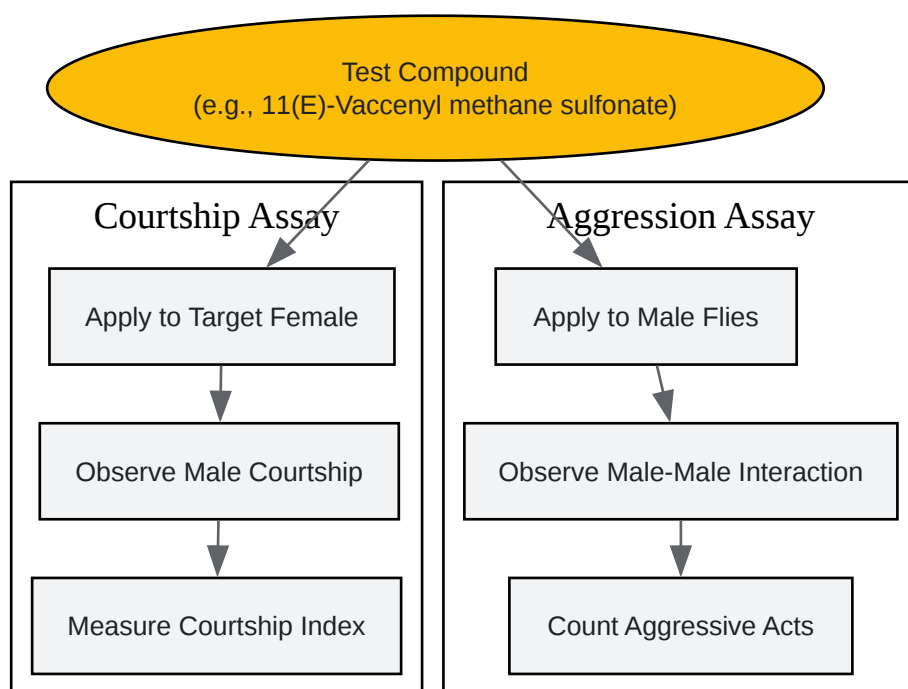 Test Compound
(e.g., 11(E)-Vaccenyl methane sulfonate)
Courtship Assay
Apply to Target Female
Observe Male Courtship
Measure Courtship Index
Aggression Assay
Apply to Male Flies
Observe Male-Male Interaction
Count Aggressive Acts